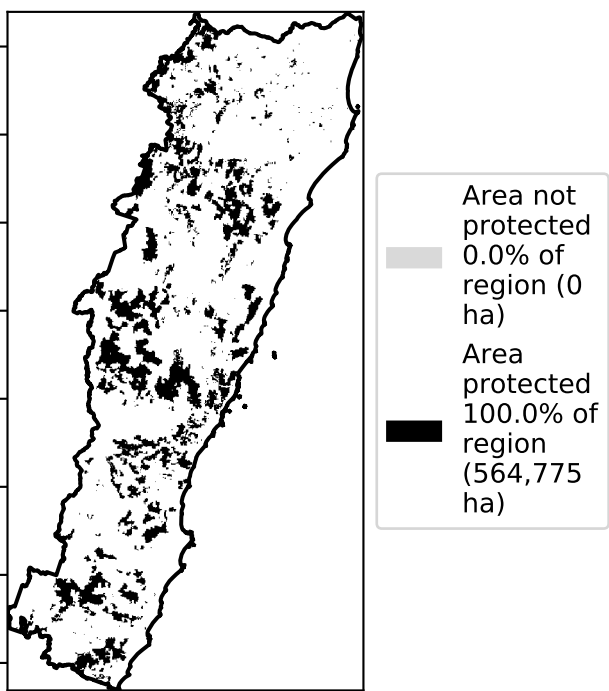 Area not
protected
0.0% of
region (0
ha)
Area
protected
100.0% of
region
(564,775
ha)